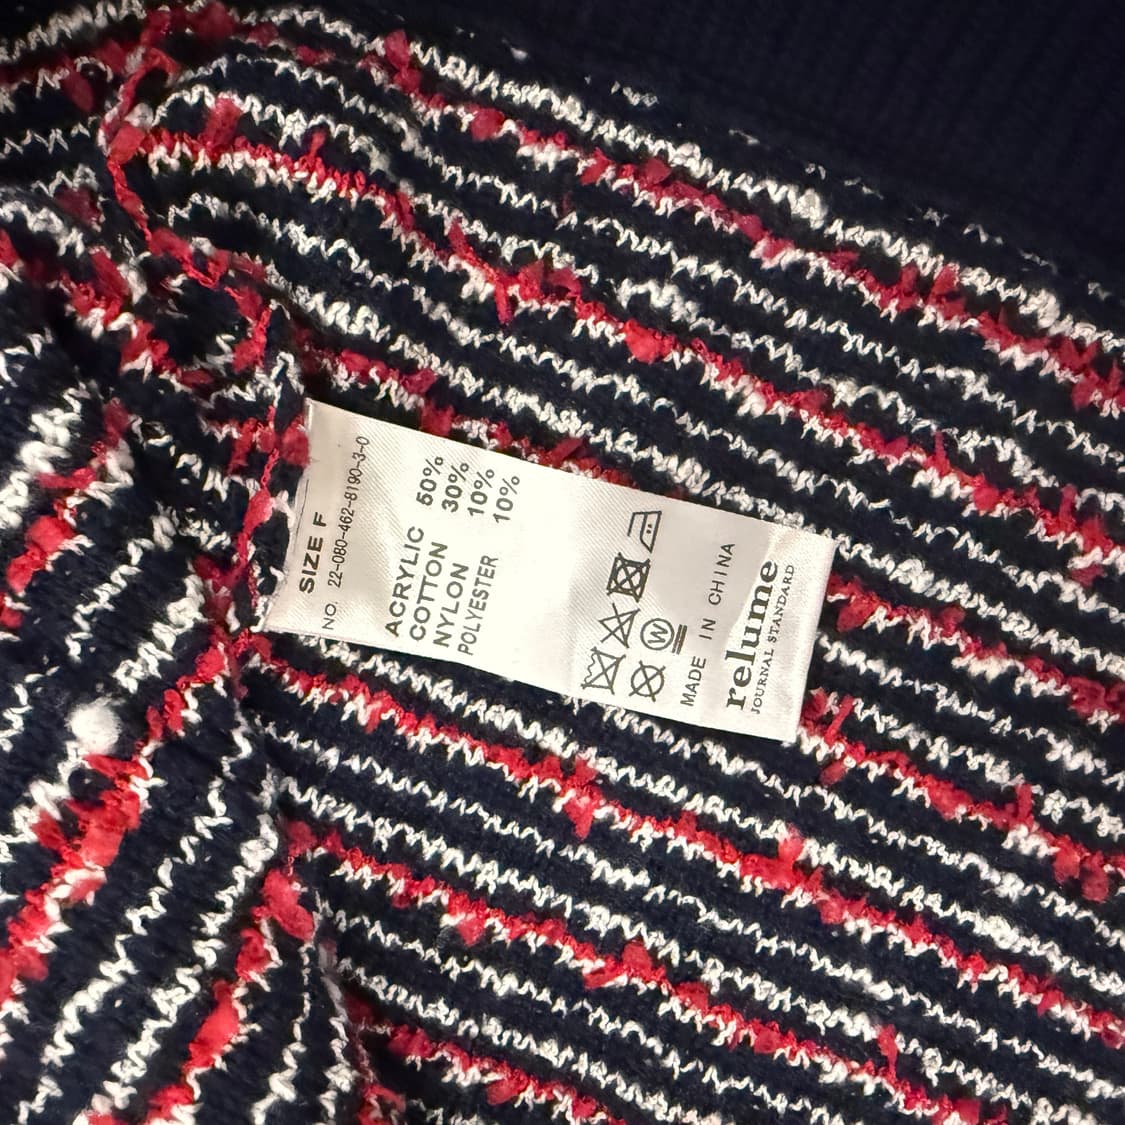 SIZE F
NO. 22-080-462-8190-3-0
ACRYLIC 50%
COTTON 30%
NYLON 10%
POLYESTER 10%
W
MADE IN CHINA
relume
JOURNAL STANDARD